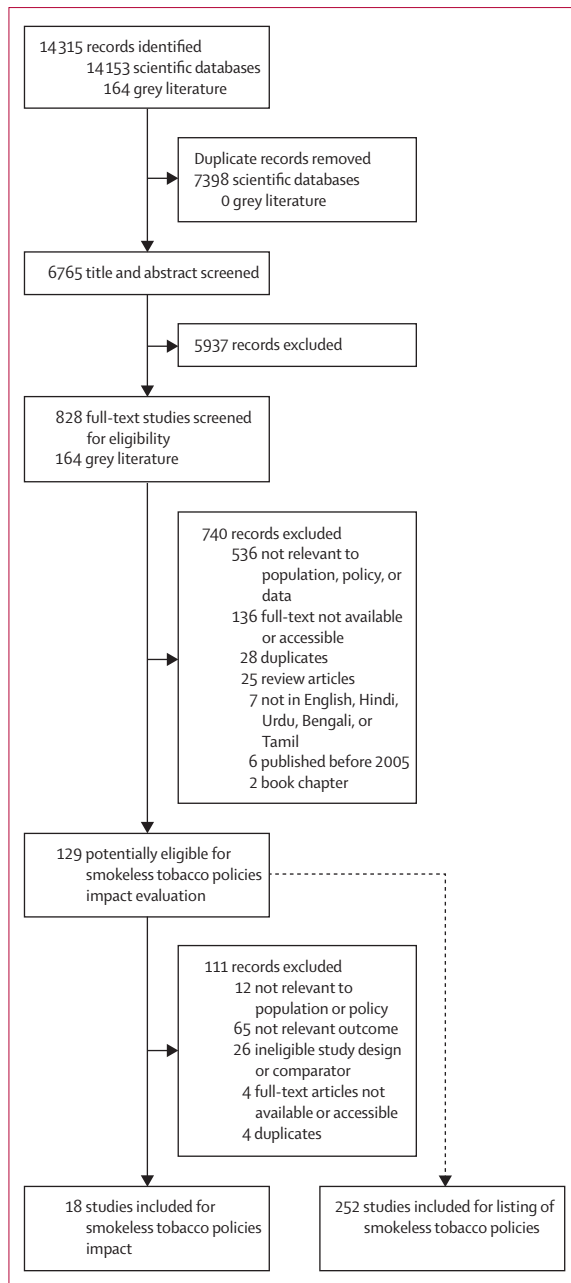 14315 records identified
14153 scientific databases
164 grey literature
Duplicate records removed
7398 scientific databases
0 grey literature
6765 title and abstract screened
5937 records excluded
828 full-text studies screened
for eligibility
164 grey literature
740 records excluded
536 not relevant to
population, policy, or
data
136 full-text not available
or accessible
28 duplicates
25 review articles
7 not in English, Hindi,
Urdu, Bengali, or
Tamil
6 published before 2005
2 book chapter
129 potentially eligible for
smokeless tobacco policies
impact evaluation
111 records excluded
12 not relevant to
population or policy
65 not relevant outcome
26 ineligible study design
or comparator
4 full-text articles not
available or accessible
4 duplicates
18 studies included for
smokeless tobacco policies
impact
252 studies included for listing of
smokeless tobacco policies